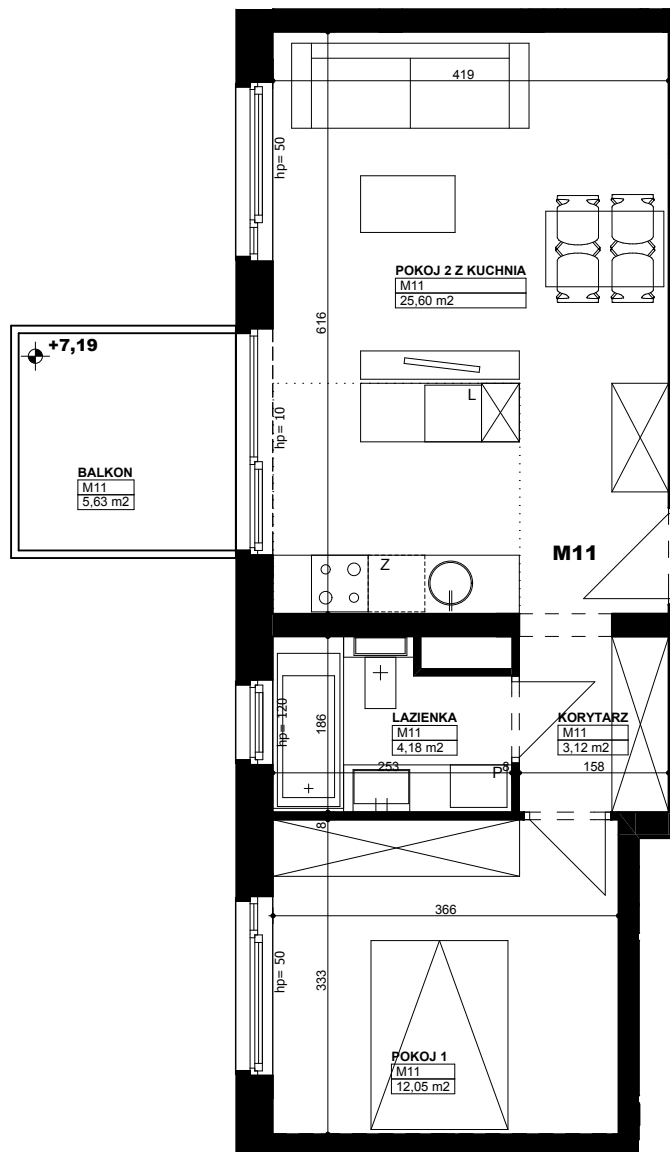 419
hp= 50
POKOJ 2 Z KUCHNIA
M11
25,60 m2
616
+7,19
L
hp= 10
BALKON
M11
5,63 m2
M11
Z
hp= 120
186
LAZIENKA
M11
4,18 m2
KORYTARZ
M11
3,12 m2
253
P
8
158
8
366
hp= 50
333
POKOJ 1
M11
12,05 m2